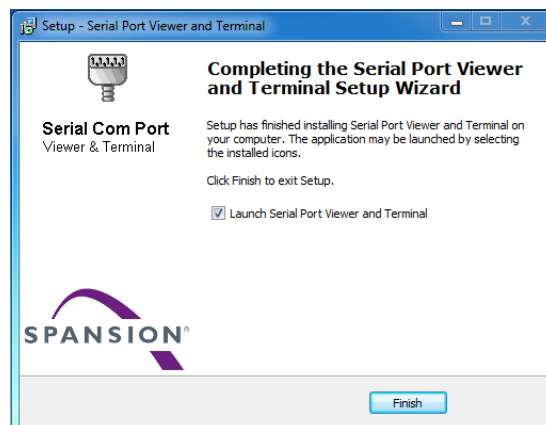 Setup - Serial Port Viewer and Terminal
Completing the Serial Port Viewer
and Terminal Setup Wizard
Serial Com Port
Viewer & Terminal
Setup has finished installing Serial Port Viewer and Terminal on
your computer. The application may be launched by selecting
the installed icons.
Click Finish to exit Setup.
Launch Serial Port Viewer and Terminal
SPANSION®
Finish